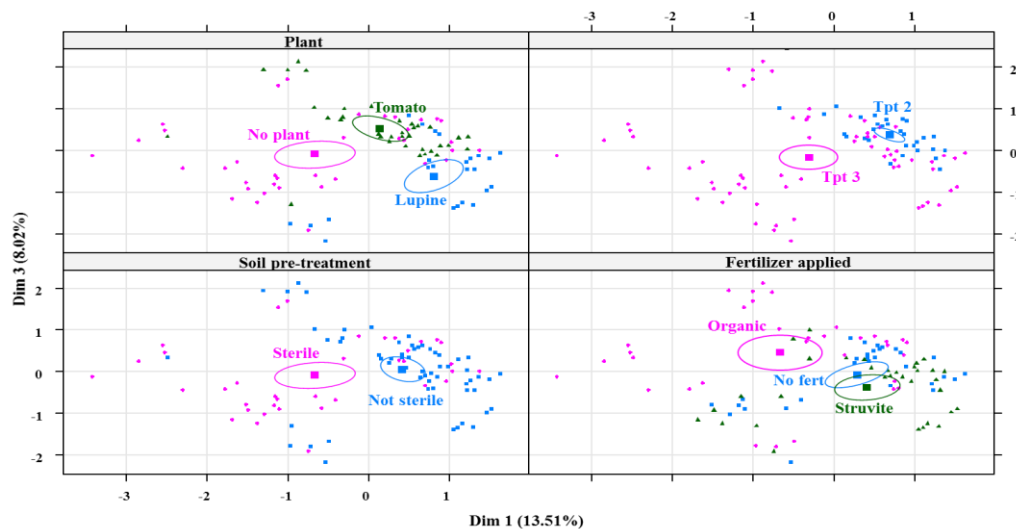 -3 -2 -1 0 1
Plant
Tomato
No plant
Lupine
Tpt 2
Tpt 3
2
1
0
-1
-2
-3
Soil pre-treatment
Fertilizer applied
2
1
0
-1
-2
Sterile
Not sterile
Organic
No fert
Struvite
-3 -2 -1 0 1
Dim 3 (8.02%)
Dim 1 (13.51%)